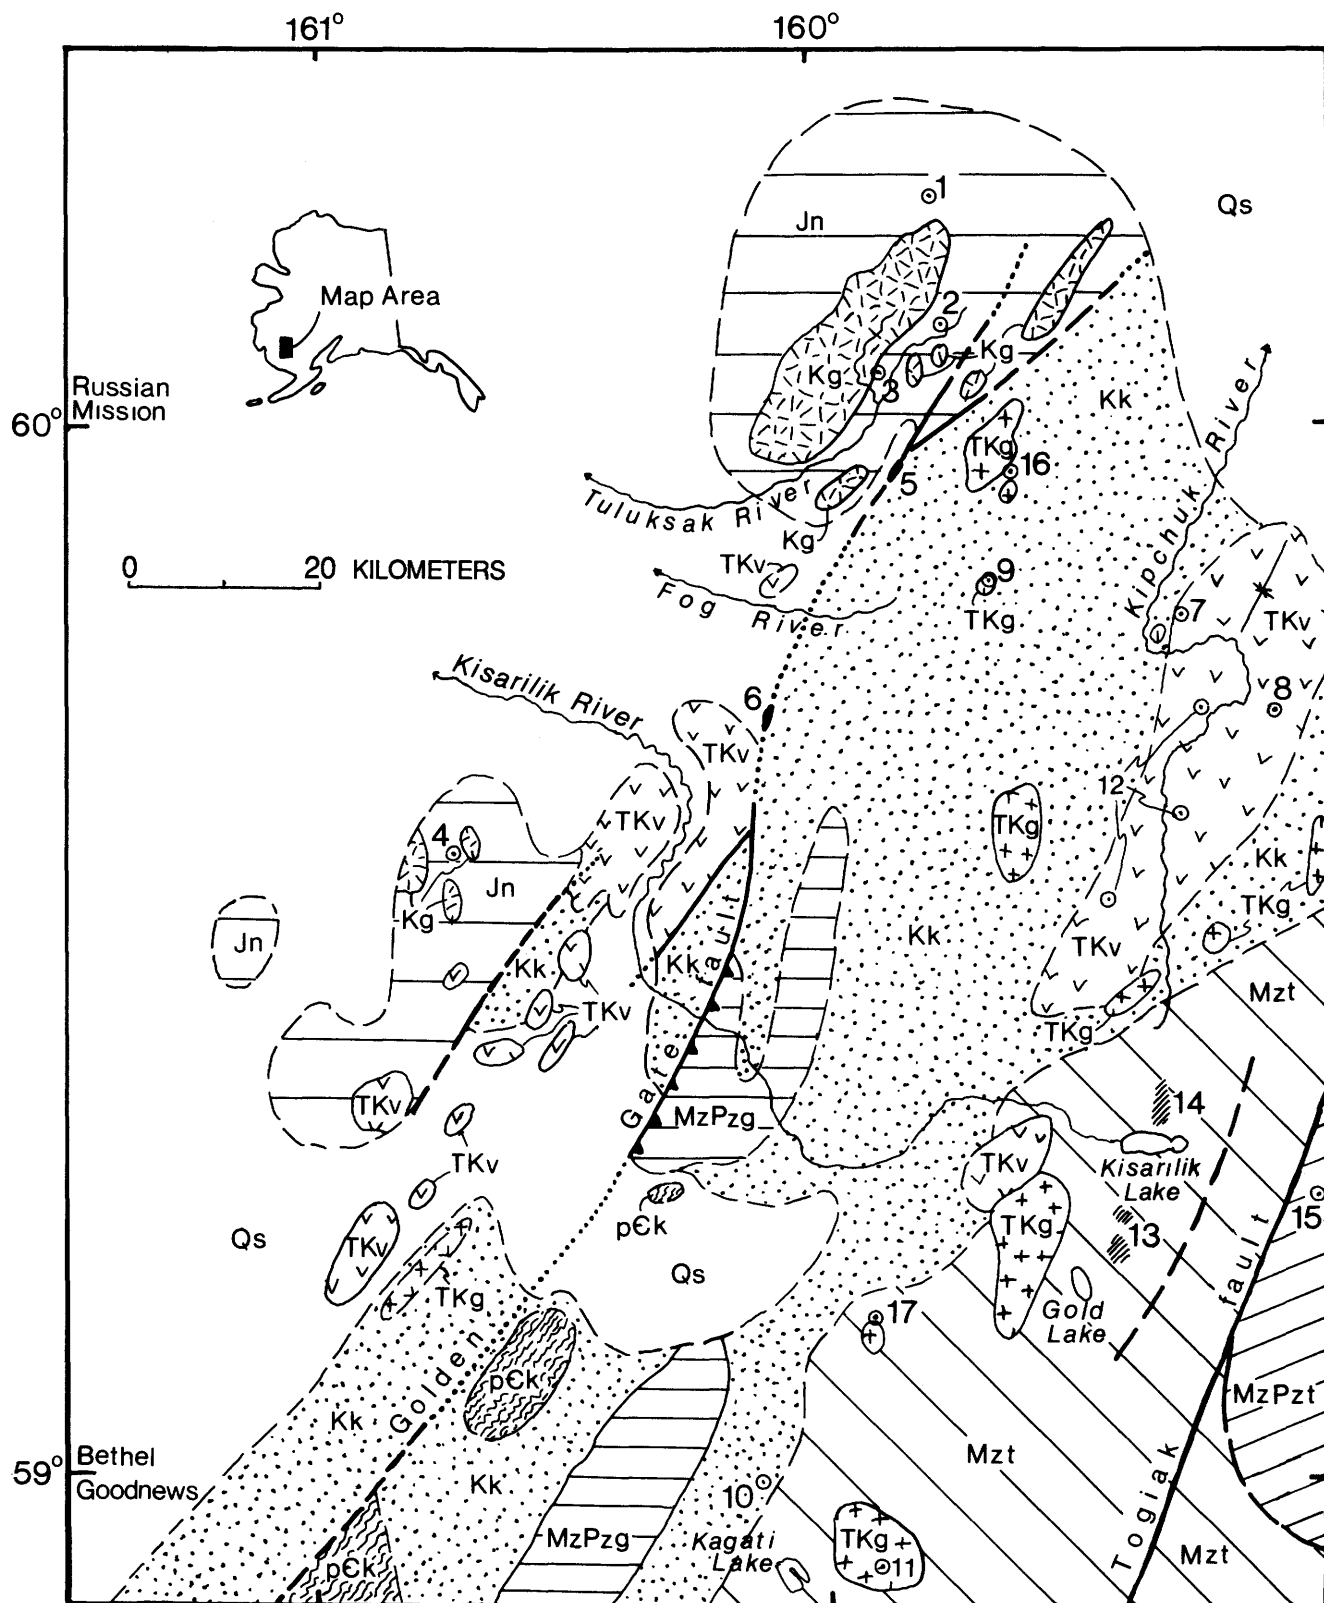 161°
160°
1
Qs
Jn
Map Area
2
Kg
Kg
3
Russian
Mission
60°
Kk
TKg
16
5
Tuluksak River
Kg
Kipchuk River
0 20 KILOMETERS
TKv
9
Fog River
TKg
7
TKv
Kisarilik River
6
8
TKv
12
TKv
TKg
4
Kk
Jn
Kg
TKg
Jn
Kk
TKv
Kk
Kk
Mzt
TKv
TKg
Golden Gate fault
TKv
14
MzPzg
TKv
TKv
Kisarilik
Lake
15
pЄk
TKg
13
Qs
TKv
Qs
TKg
Gold
Lake
17
pЄk
MzPzt
Kk
Togiak fault
Mzt
59°
Bethel
Goodnews
Kk
10
MzPzg
Kagati
Lake
TKg
11
Mzt
pЄk